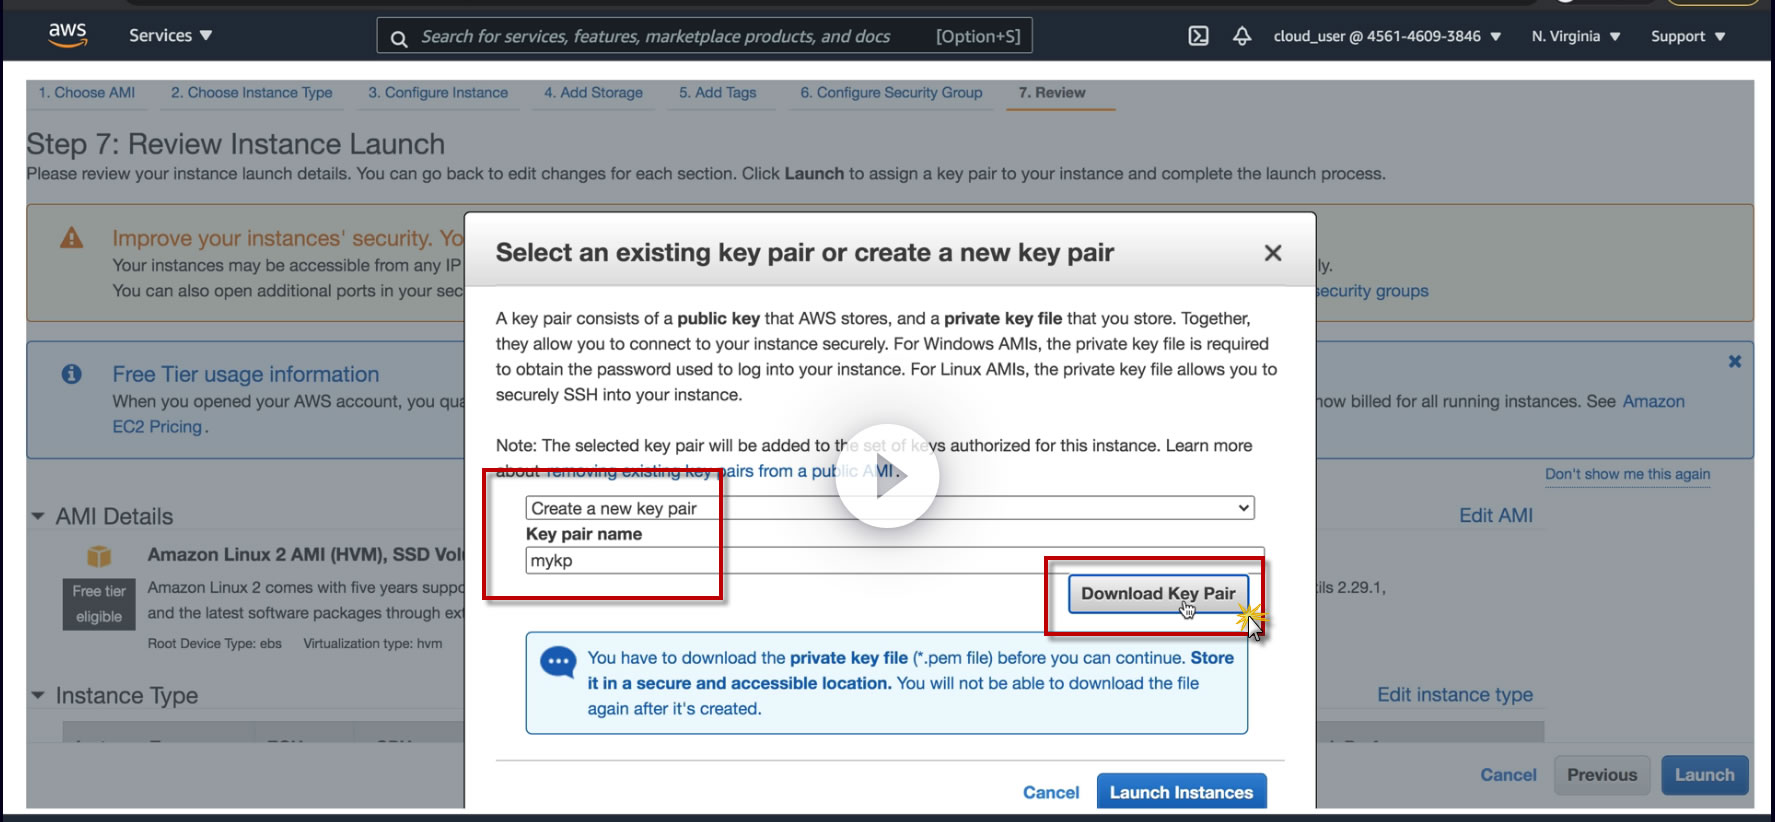 aws Services ▼ Search for services, features, marketplace products, and docs [Option+S] cloud_user @ 4561-4609-3846 ▼ N. Virginia ▼ Support ▼
1. Choose AMI 2. Choose Instance Type 3. Configure Instance 4. Add Storage 5. Add Tags 6. Configure Security Group 7. Review
Step 7: Review Instance Launch
Please review your instance launch details. You can go back to edit changes for each section. Click Launch to assign a key pair to your instance and complete the launch process.
Improve your instances' security. Yo
Your instances may be accessible from any IP ly.
You can also open additional ports in your sec security groups
Free Tier usage information
When you opened your AWS account, you qua now billed for all running instances. See Amazon
EC2 Pricing.
Don't show me this again
AMI Details Edit AMI
Amazon Linux 2 AMI (HVM), SSD Vol
Free tier
eligible
Amazon Linux 2 comes with five years suppo ils 2.29.1,
and the latest software packages through ext
Root Device Type: ebs Virtualization type: hvm
Instance Type Edit instance type
Cancel Previous Launch
Select an existing key pair or create a new key pair
A key pair consists of a public key that AWS stores, and a private key file that you store. Together,
they allow you to connect to your instance securely. For Windows AMIs, the private key file is required
to obtain the password used to log into your instance. For Linux AMIs, the private key file allows you to
securely SSH into your instance.
Note: The selected key pair will be added to the set of keys authorized for this instance. Learn more
about removing existing key pairs from a public AMI.
Create a new key pair
Key pair name
mykp
Download Key Pair
You have to download the private key file (*.pem file) before you can continue. Store
it in a secure and accessible location. You will not be able to download the file
again after it's created.
Cancel Launch Instances